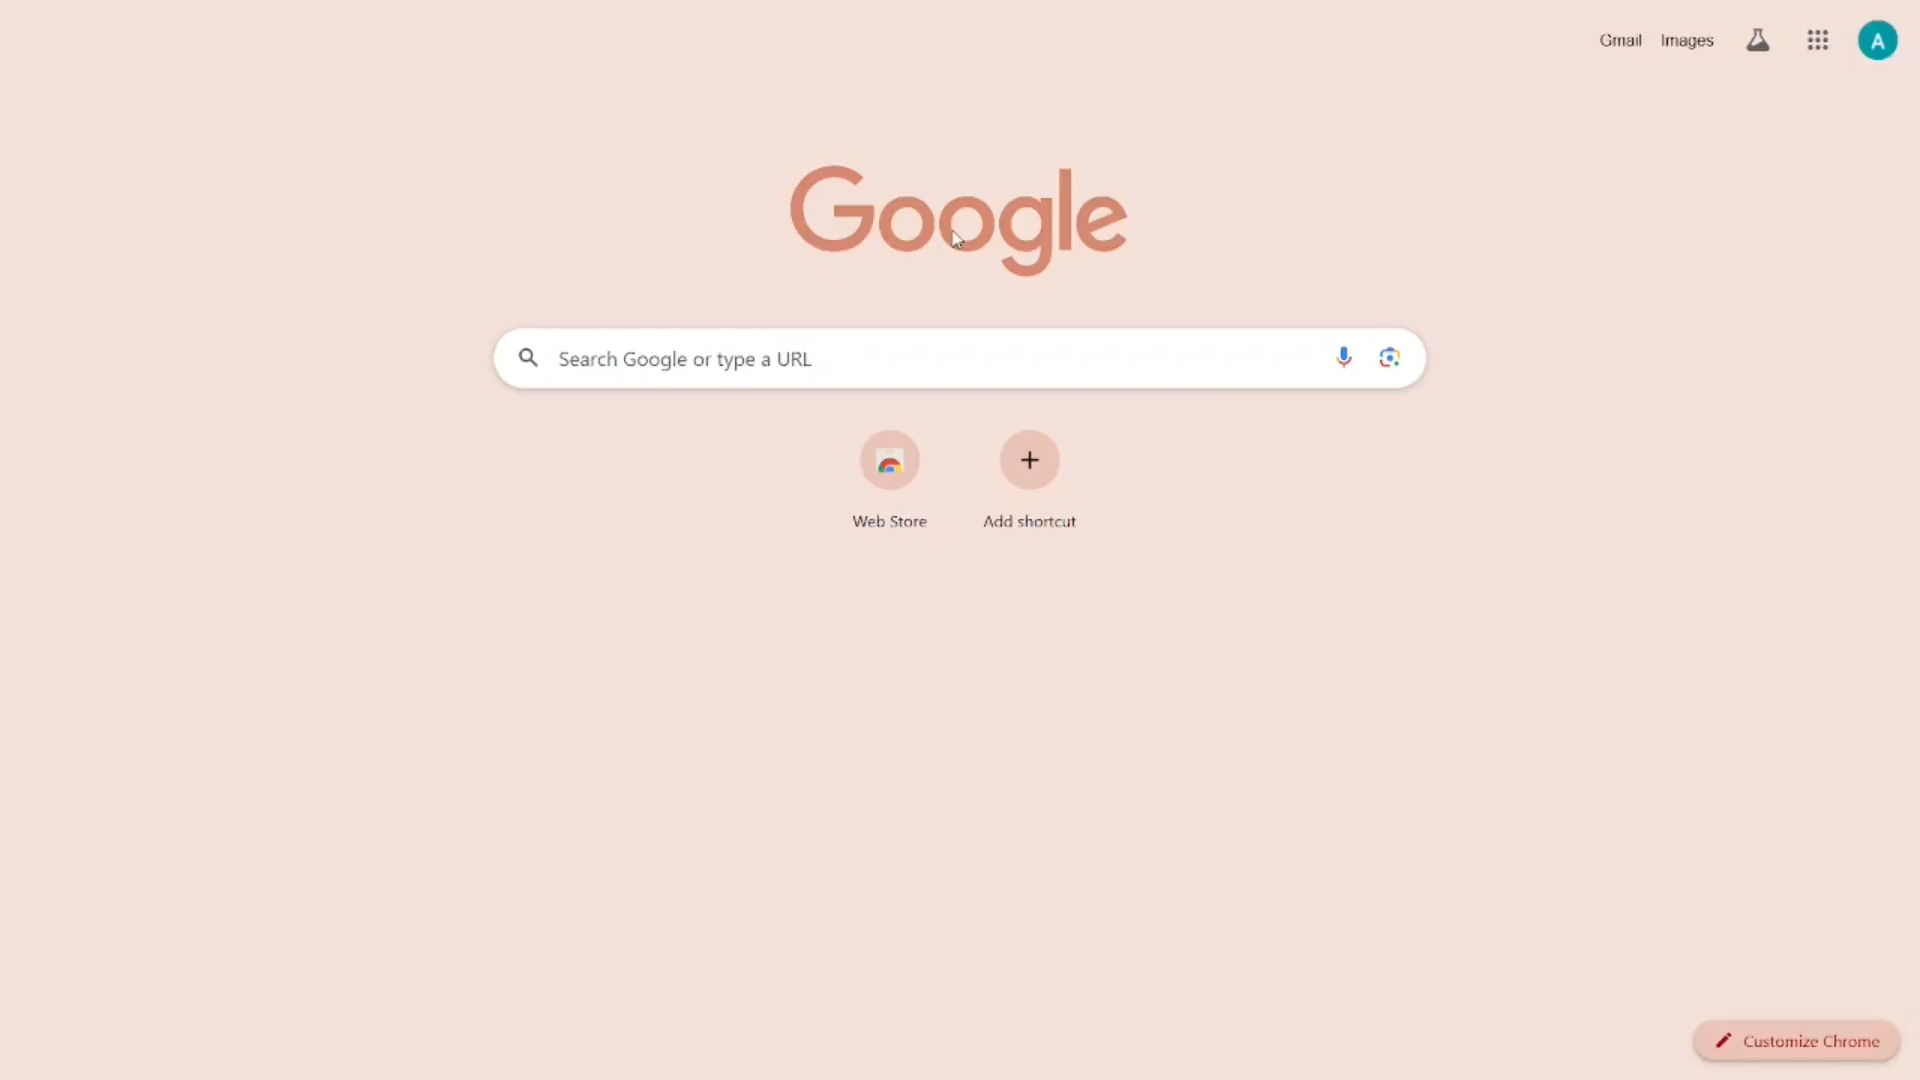 Gmail Images A
Google
Search Google or type a URL
Web Store Add shortcut
Customize Chrome